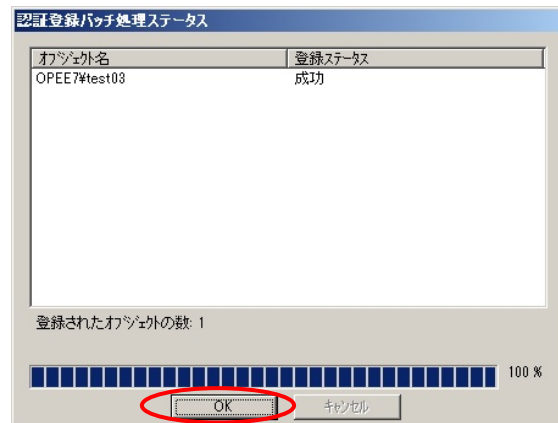 認証登録バッチ処理ステータス
オブジェクト名 登録ステータス
OPEE7¥test03 成功
登録されたオブジェクトの数: 1
100 %
OK キャンセル